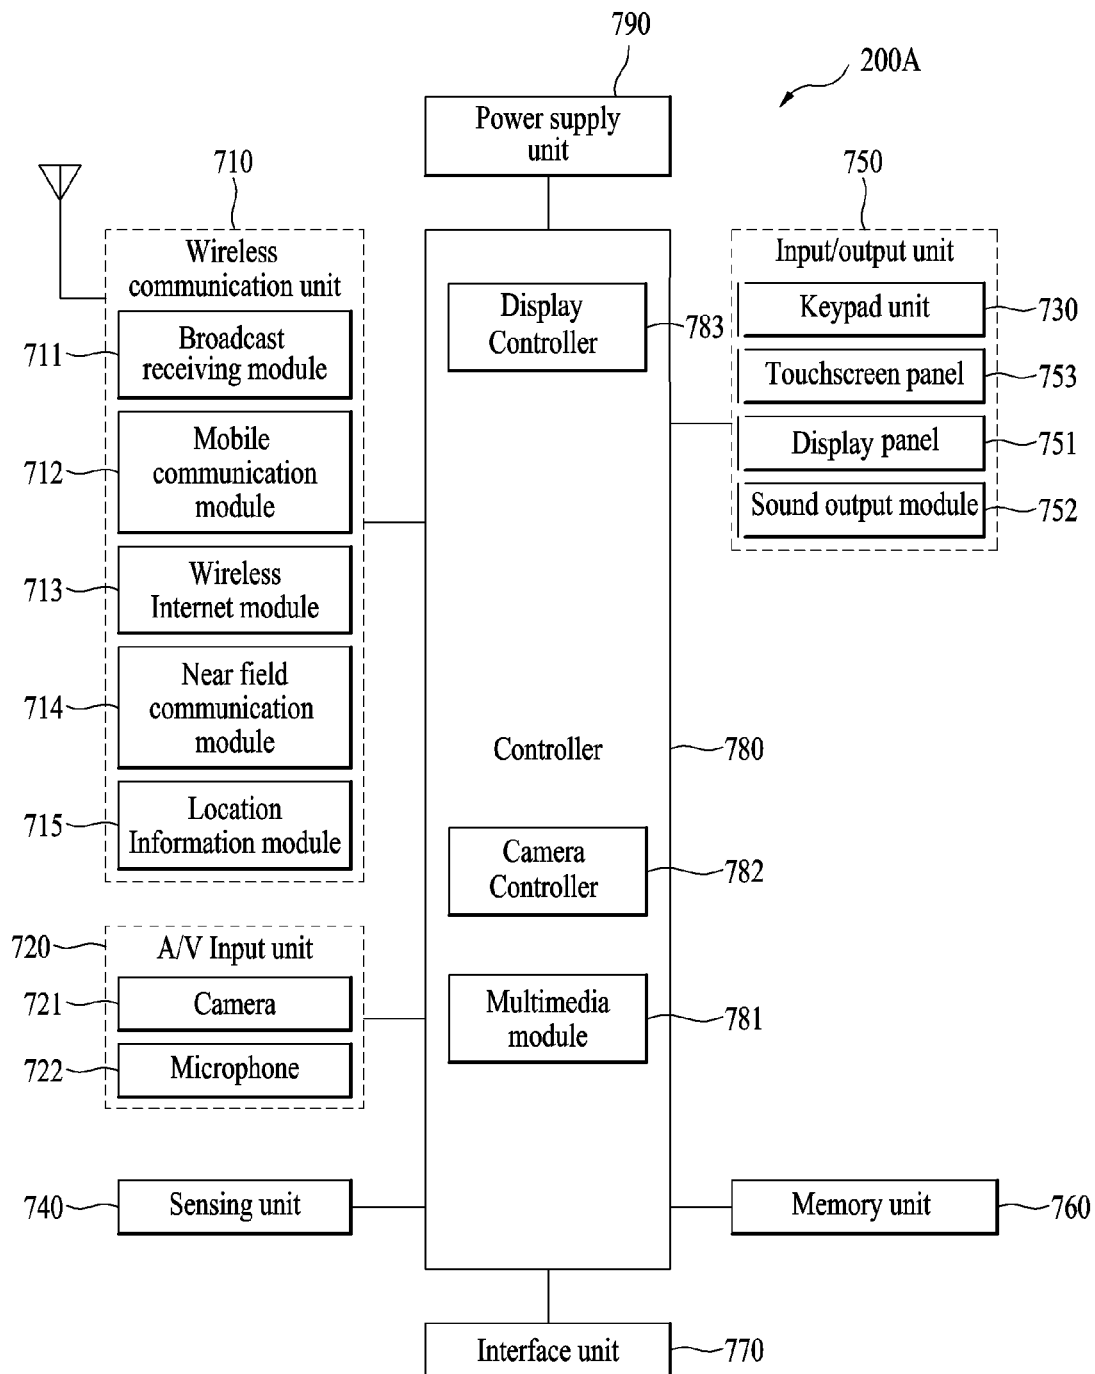 790
200A
Power supply
unit
710
Wireless
communication unit
711
Broadcast
receiving module
712
Mobile
communication
module
713
Wireless
Internet module
714
Near field
communication
module
715
Location
Information module
720
A/V Input unit
721
Camera
722
Microphone
740
Sensing unit
Display
Controller
783
Controller
780
Camera
Controller
782
Multimedia
module
781
750
Input/output unit
Keypad unit
730
Touchscreen panel
753
Display panel
751
Sound output module
752
Memory unit
760
Interface unit
770